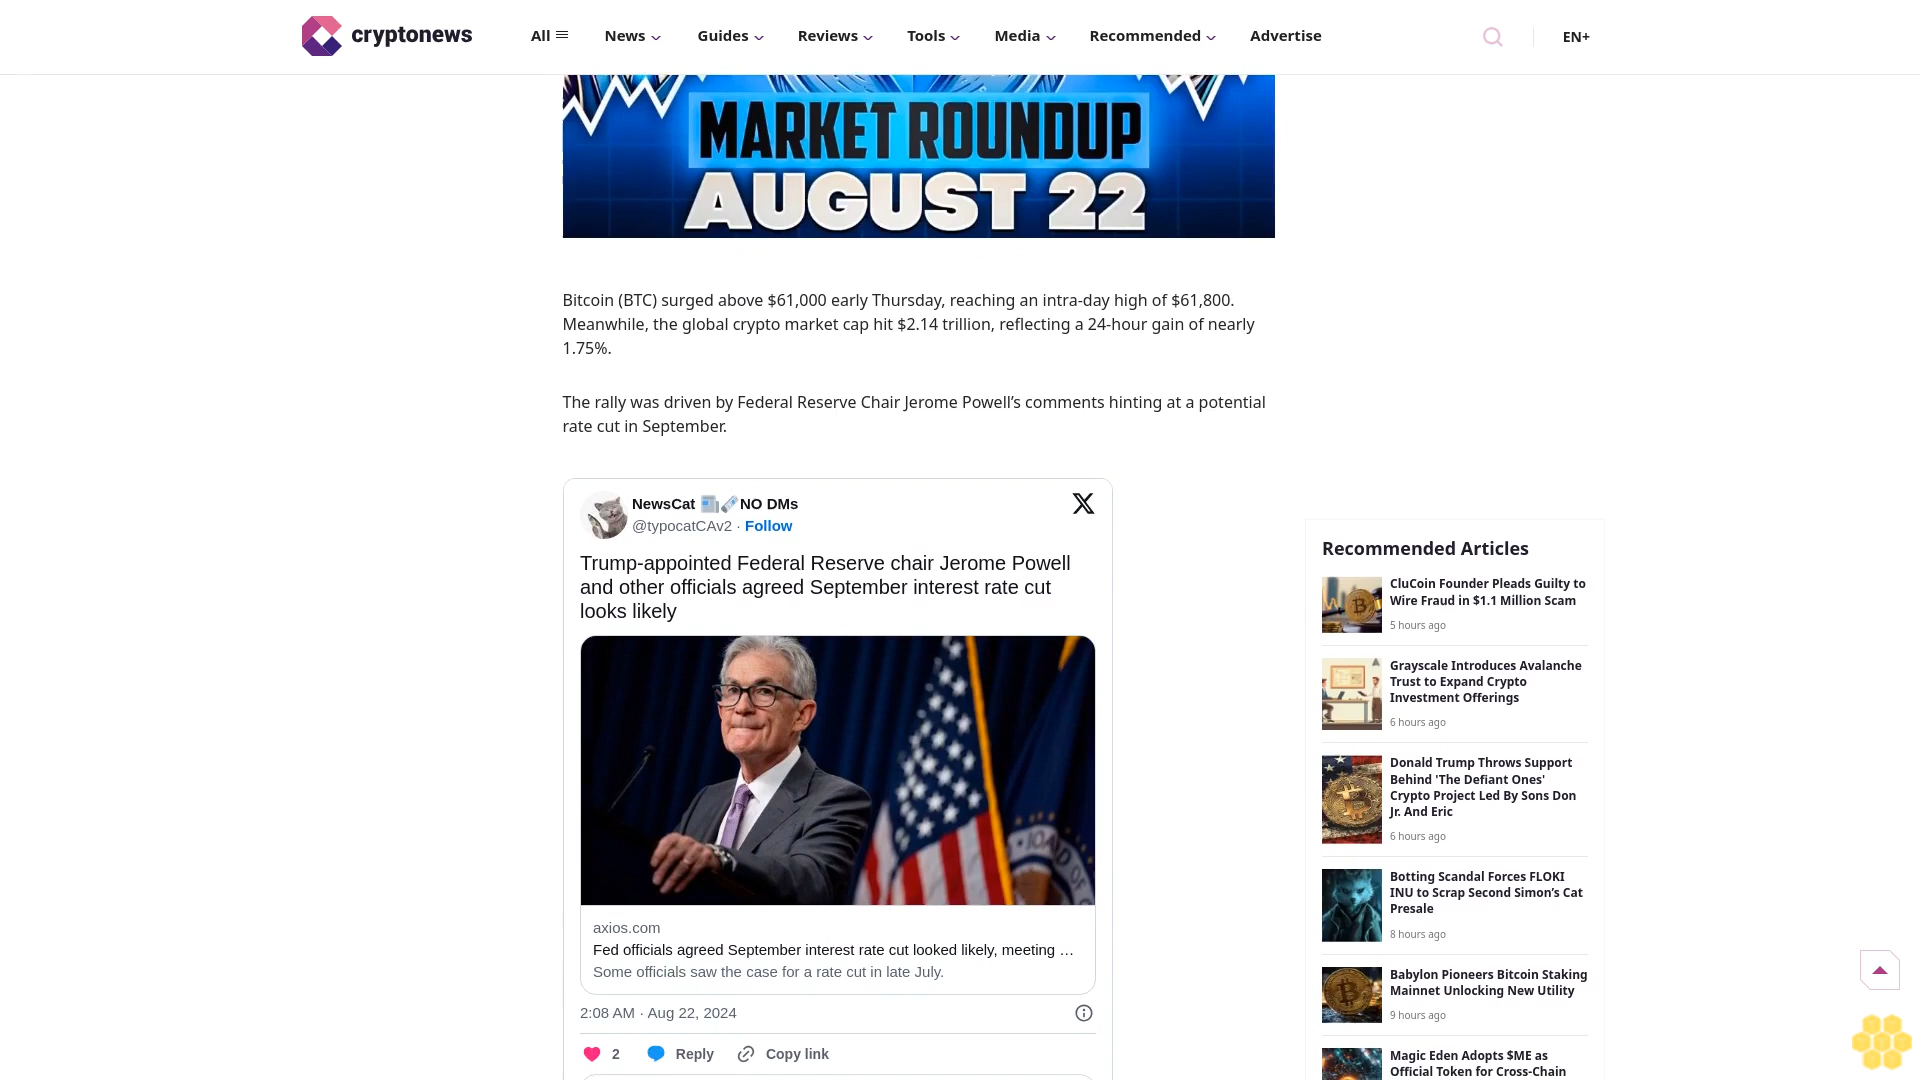 cryptonews
All
News
Guides
Reviews
Tools
Media
Recommended
Advertise
EN+
MARKET ROUNDUP
AUGUST 22
Bitcoin (BTC) surged above $61,000 early Thursday, reaching an intra-day high of $61,800.
Meanwhile, the global crypto market cap hit $2.14 trillion, reflecting a 24-hour gain of nearly
1.75%.
The rally was driven by Federal Reserve Chair Jerome Powell’s comments hinting at a potential
rate cut in September.
NewsCat 📰🗞️NO DMs
@typocatCAv2 · Follow
Trump-appointed Federal Reserve chair Jerome Powell
and other officials agreed September interest rate cut
looks likely
axios.com
Fed officials agreed September interest rate cut looked likely, meeting …
Some officials saw the case for a rate cut in late July.
2:08 AM · Aug 22, 2024
2
Reply
Copy link
Recommended Articles
CluCoin Founder Pleads Guilty to
Wire Fraud in $1.1 Million Scam
5 hours ago
Grayscale Introduces Avalanche
Trust to Expand Crypto
Investment Offerings
6 hours ago
Donald Trump Throws Support
Behind 'The Defiant Ones'
Crypto Project Led By Sons Don
Jr. And Eric
6 hours ago
Botting Scandal Forces FLOKI
INU to Scrap Second Simon’s Cat
Presale
8 hours ago
Babylon Pioneers Bitcoin Staking
Mainnet Unlocking New Utility
9 hours ago
Magic Eden Adopts $ME as
Official Token for Cross-Chain